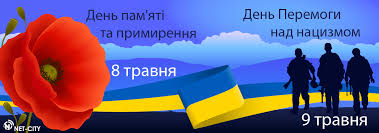 День пам'яті
та примирення
8 травня
День Перемоги
над нацизмом
9 травня
NET-CITY